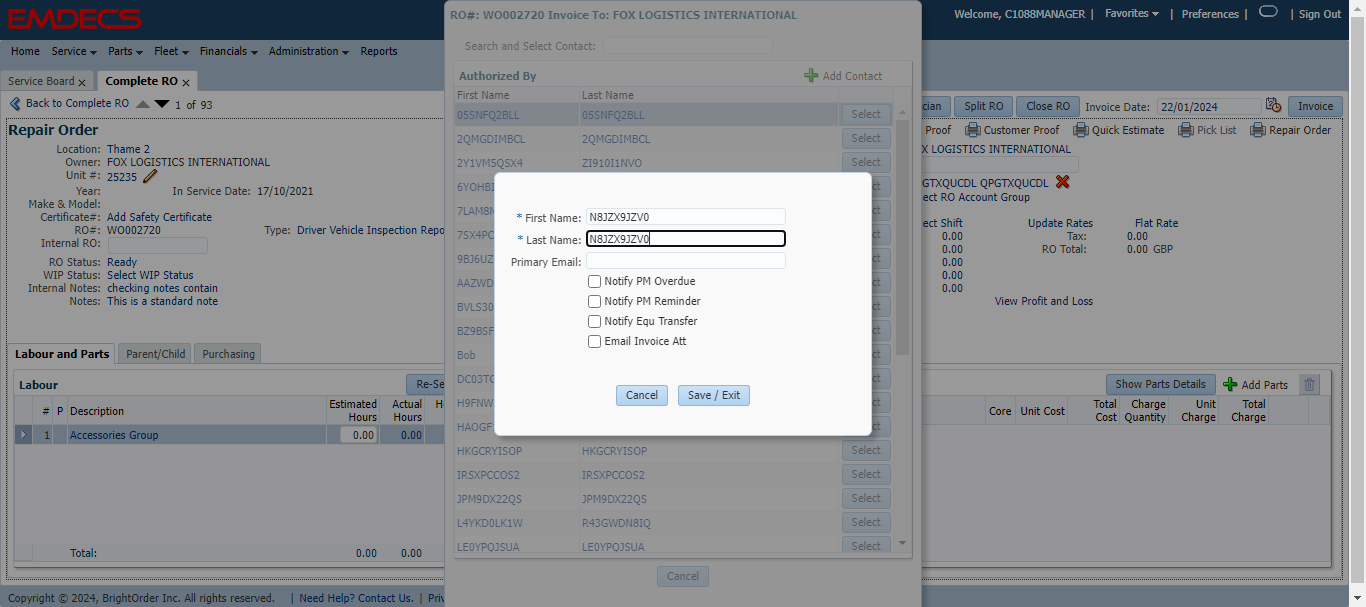 EMDECS
Welcome, C1088MANAGER | Favorites | Preferences | | Sign Out
Home Service Parts Fleet Financials Administration Reports
Service Board x Complete RO x
Back to Complete RO 1 of 93
Repair Order
Location: Thame 2
Owner: FOX LOGISTICS INTERNATIONAL
Unit #: 25235
Year: In Service Date: 17/10/2021
Make & Model:
Certificate#: Add Safety Certificate
RO#: WO002720 Type: Driver Vehicle Inspection Repo
Internal RO:
RO Status: Ready
WIP Status: Select WIP Status
Internal Notes: checking notes contain
Notes: This is a standard note
Labour and Parts Parent/Child Purchasing
Labour Re-Se
# P Description Estimated Hours Actual Hours H
1 Accessories Group 0.00 0.00
Total: 0.00 0.00
RO#: WO002720 Invoice To: FOX LOGISTICS INTERNATIONAL
Search and Select Contact:
Authorized By Add Contact
First Name Last Name
05SNFQ2BLL 05SNFQ2BLL Select
2QMGDIMBCL 2QMGDIMBCL Select
2Y1VM5QSX4 ZI910I1NVO Select
6YOHB ct
7LAM8N ct
7SX4PC ct
9BJ6UZ ct
AAZWD ct
BVLS30 ct
BZ9BSF ct
Bob ct
DC03TC ct
H9FNW ct
HAOGF ct
HKGCRYISOP HKGCRYISOP Select
IRSXPCCOS2 IRSXPCCOS2 Select
JPM9DX22QS JPM9DX22QS Select
L4YKD0LK1W R43GWDN8IQ Select
LE0YPQJSUA LE0YPQJSUA Select
Cancel
* First Name: N8JZX9JZV0
* Last Name: N8JZX9JZV0
Primary Email:
Notify PM Overdue
Notify PM Reminder
Notify Equ Transfer
Email Invoice Att
Cancel Save / Exit
cian Split RO Close RO Invoice Date: 22/01/2024 Invoice
Proof Customer Proof Quick Estimate Pick List Repair Order
X LOGISTICS INTERNATIONAL
GTXQUCDL QPGTXQUCDL
ect RO Account Group
ect Shift Update Rates Flat Rate
0.00 Tax: 0.00
0.00 RO Total: 0.00 GBP
0.00
0.00
0.00
View Profit and Loss
Show Parts Details Add Parts
Core Unit Cost Total Cost Charge Quantity Unit Charge Total Charge
Copyright © 2024, BrightOrder Inc. All rights reserved. | Need Help? Contact Us. | Priv